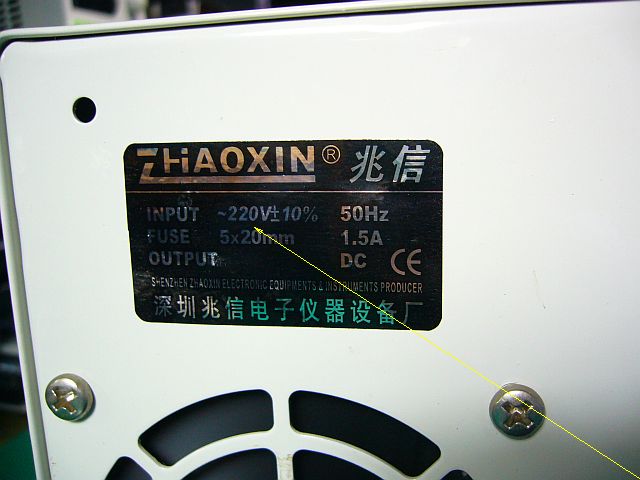 ZHAOXIN® 兆信
INPUT ~220V±10% 50Hz
FUSE 5x20mm 1.5A
OUTPUT DC CE
SHENZHEN ZHAOXIN ELECTRONIC EQUIPMENTS & INSTRUMENTS PRODUCER
深圳兆信电子仪器设备厂